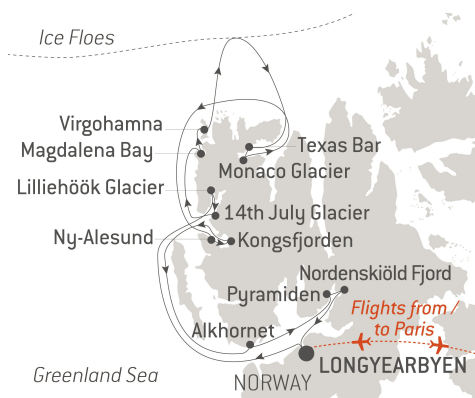 Ice Floes
Virgohamna
Texas Bar
Magdalena Bay
Monaco Glacier
Lilliehöök Glacier
14th July Glacier
Ny-Alesund
Kongsfjorden
Nordenskiöld Fjord
Pyramiden
Flights from /
to Paris
Alkhornet
LONGYEARBYEN
Greenland Sea
NORWAY